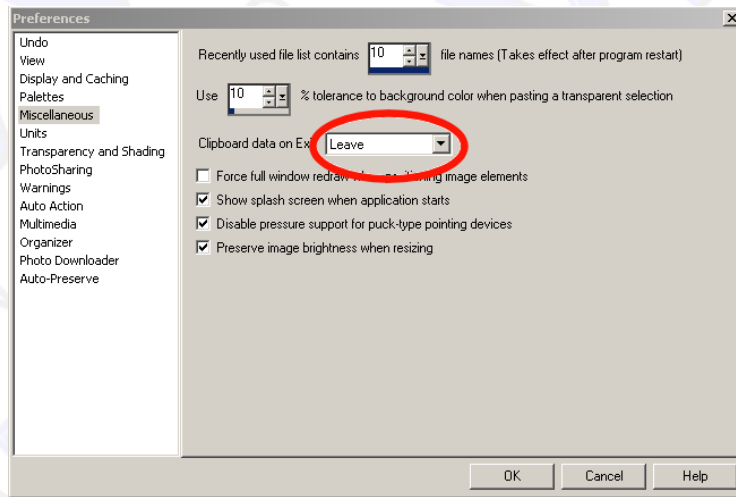 Preferences
Undo
View
Display and Caching
Palettes
Miscellaneous
Units
Transparency and Shading
PhotoSharing
Warnings
Auto Action
Multimedia
Organizer
Photo Downloader
Auto-Preserve
Recently used file list contains 10 file names (Takes effect after program restart)
Use 10 % tolerance to background color when pasting a transparent selection
Clipboard data on Leave
Force full window redraw positioning image elements
Show splash screen when application starts
Disable pressure support for puck-type pointing devices
Preserve image brightness when resizing
OK Cancel Help